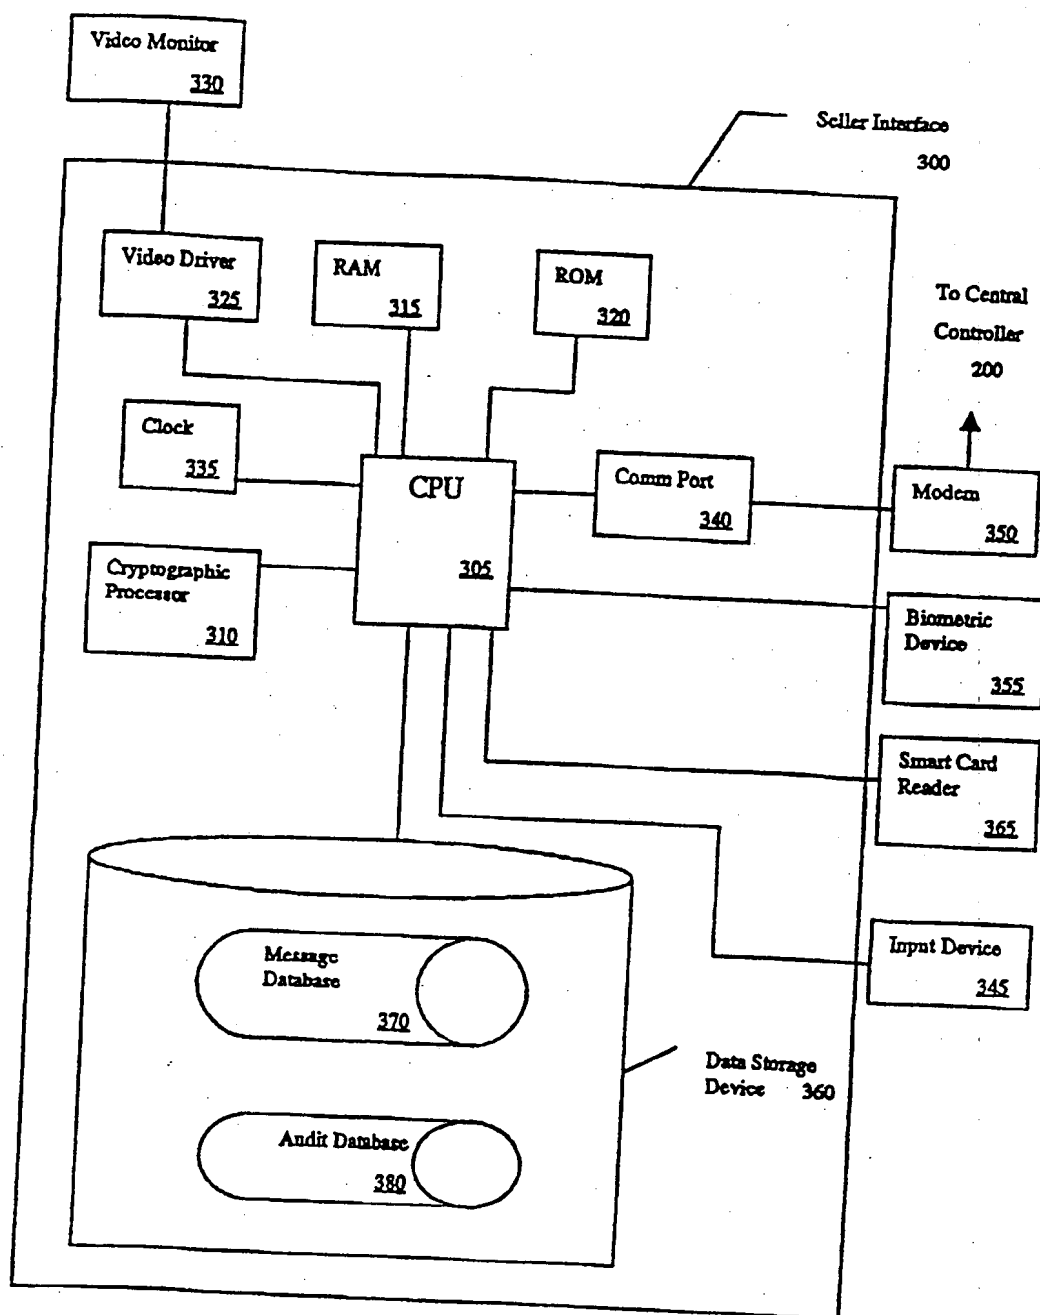 Video Monitor
330
Seller Interface
300
Video Driver
325
RAM
315
ROM
320
To Central
Controller
200
Clock
335
CPU
305
Comm Port
340
Modem
350
Cryptographic
Processor
310
Biometric
Device
355
Smart Card
Reader
365
Message
Database
370
Input Device
345
Data Storage
Device 360
Audit Database
380